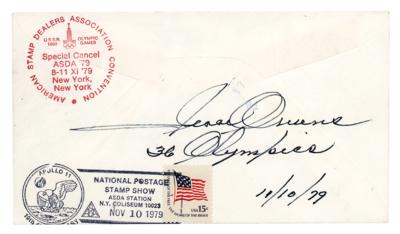 AMERICAN STAMP DEALERS ASSOCIATION CONVENTION
U.S.S.R. OLYMPIC
1980 GAMES
Special Cancel
ASDA '79
8-11 XI '79
New York,
New York
Jesse Owens
36 Olympics
10/10/79
APOLLO 11
NATIONAL POSTAGE
STAMP SHOW
ASDA STATION
N.Y. COLISEUM 10023
NOV 10 1979
USA 15c